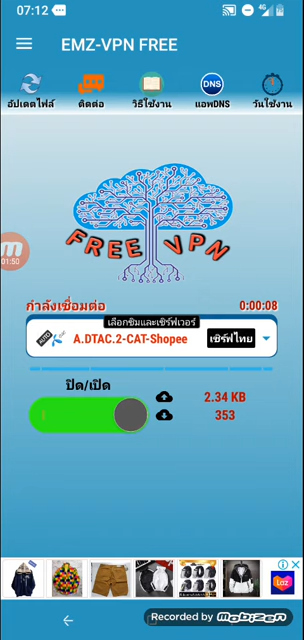 07:12
4G
EMZ-VPN FREE
DNS
อัปเดตไฟล์ ติดต่อ วิธีใช้งาน แอพDNS วันใช้งาน
FREE VPN
01:50
กำลังเชื่อมต่อ 0:00:08
เลือกซิมและเซิร์ฟเวอร์
A.DTAC.2-CAT-Shopee เซิร์ฟไทย
ปิด/เปิด
2.34 KB
353
Laz
Recorded by mobizen